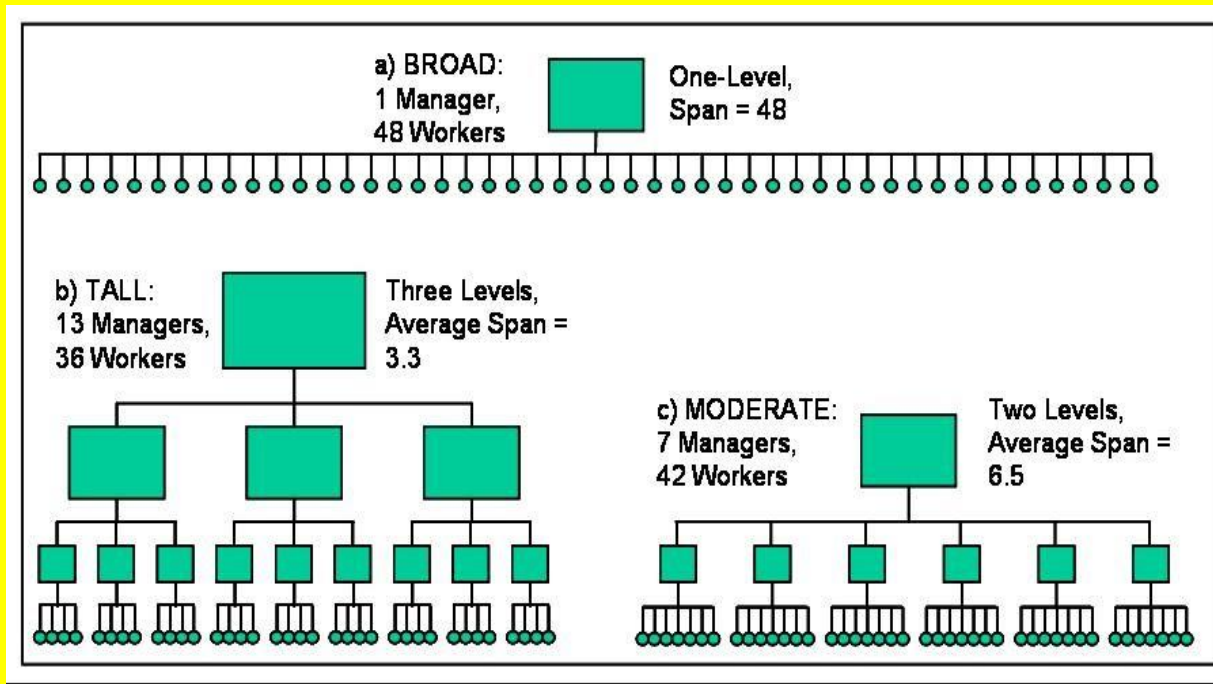 a) BROAD:
1 Manager,
48 Workers
One-Level,
Span = 48
b) TALL:
13 Managers,
36 Workers
Three Levels,
Average Span =
3.3
c) MODERATE:
7 Managers,
42 Workers
Two Levels,
Average Span =
6.5